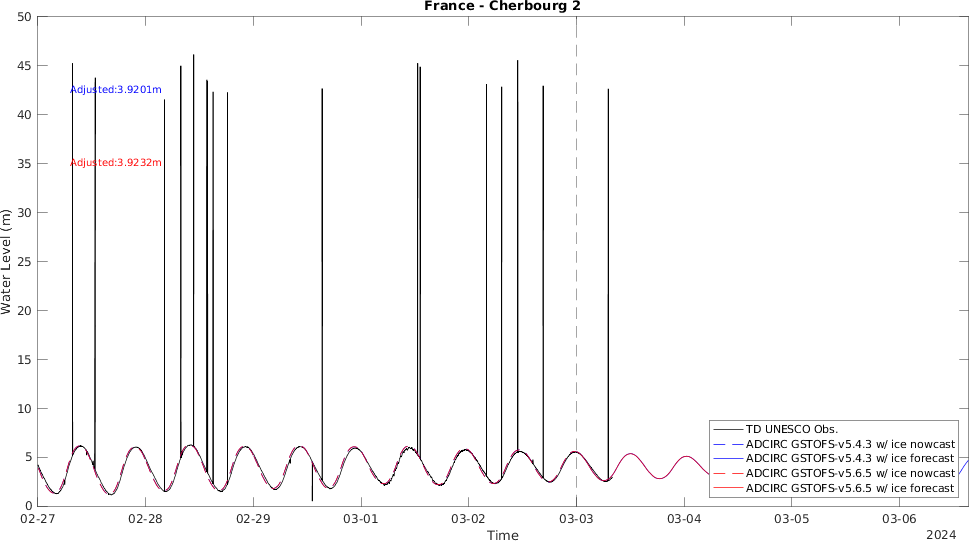 France - Cherbourg 2
50
45
40
35
30
25
20
15
10
5
0
Water Level (m)
Adjusted:3.9201m
Adjusted:3.9232m
TD UNESCO Obs.
ADCIRC GSTOFS-v5.4.3 w/ ice nowcast
ADCIRC GSTOFS-v5.4.3 w/ ice forecast
ADCIRC GSTOFS-v5.6.5 w/ ice nowcast
ADCIRC GSTOFS-v5.6.5 w/ ice forecast
02-27 02-28 02-29 03-01 03-02 03-03 03-04 03-05 03-06
Time
2024